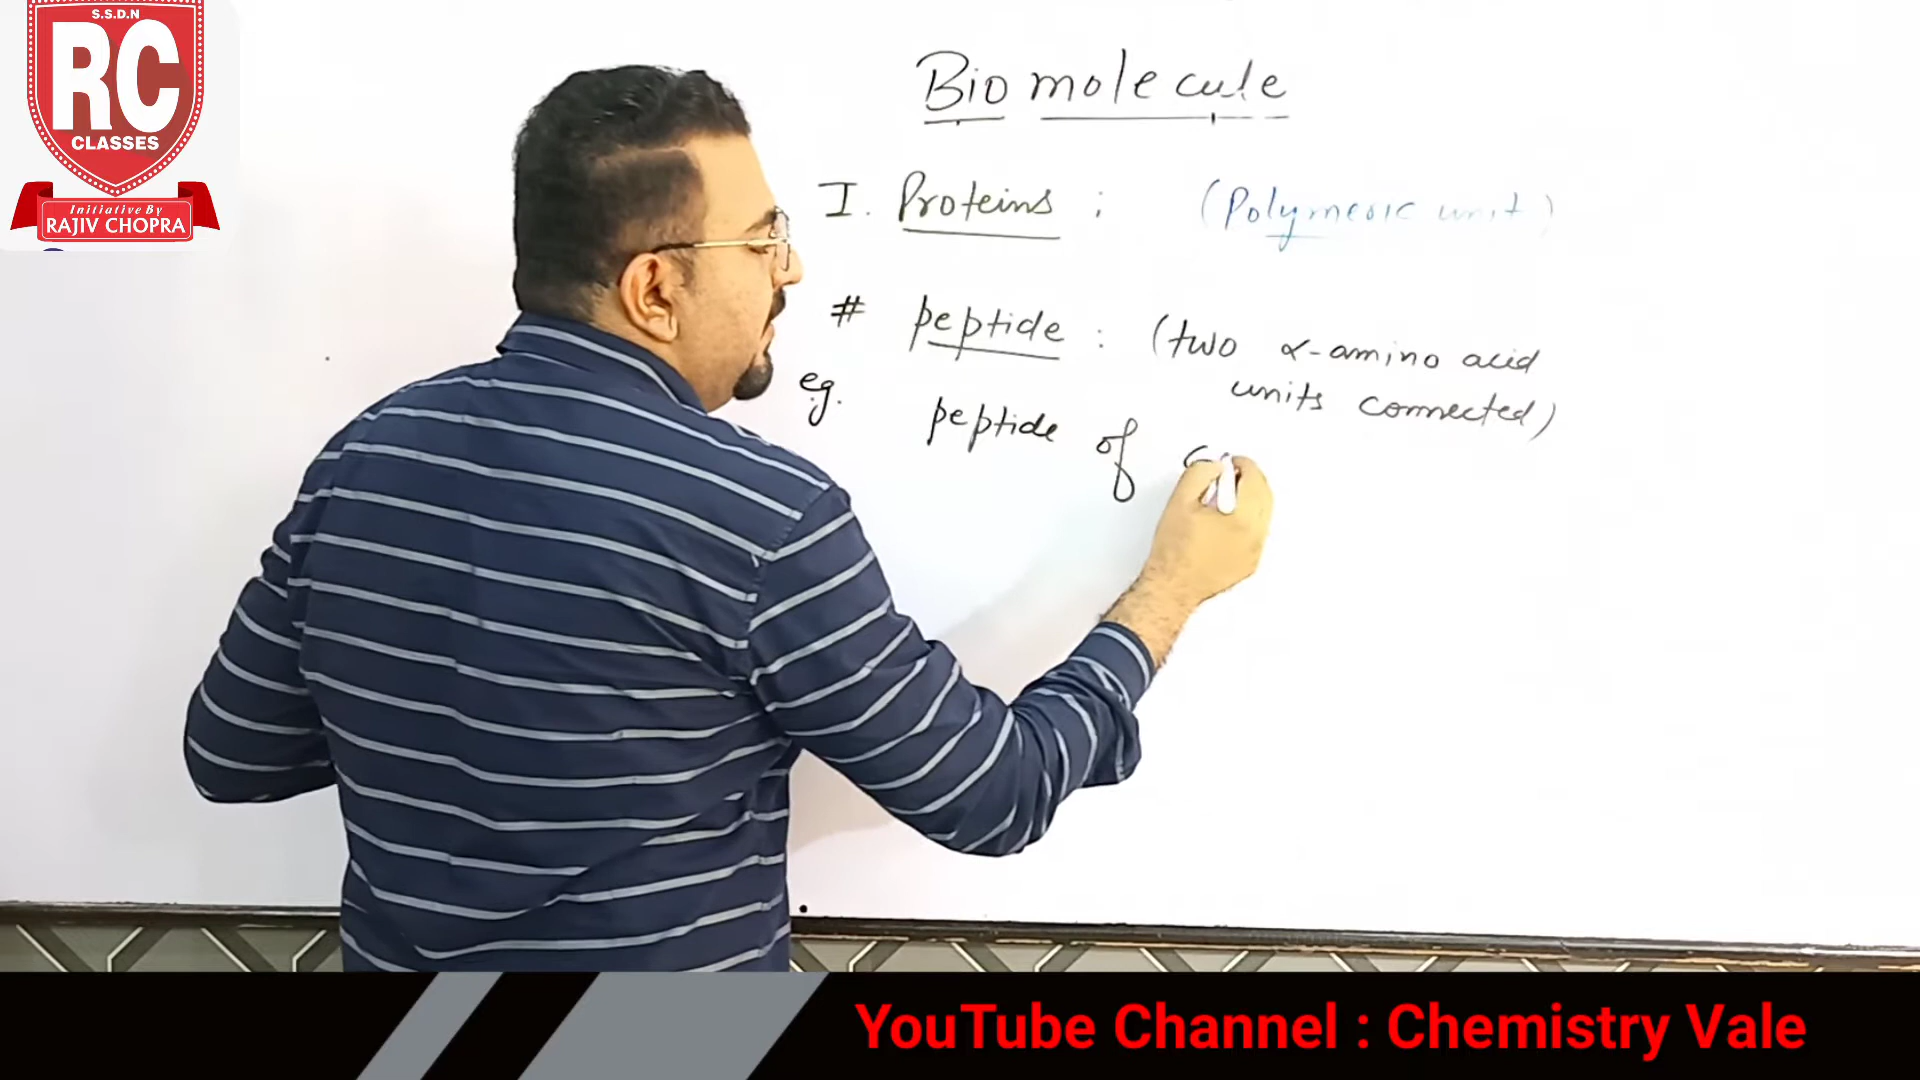 S.S.D.N
RC
CLASSES
Initiative By
RAJIV CHOPRA
Biomolecule
I. Proteins : (Polymeric unit)
# peptide : (two α-amino acid
units connected)
eg. peptide of
YouTube Channel : Chemistry Vale